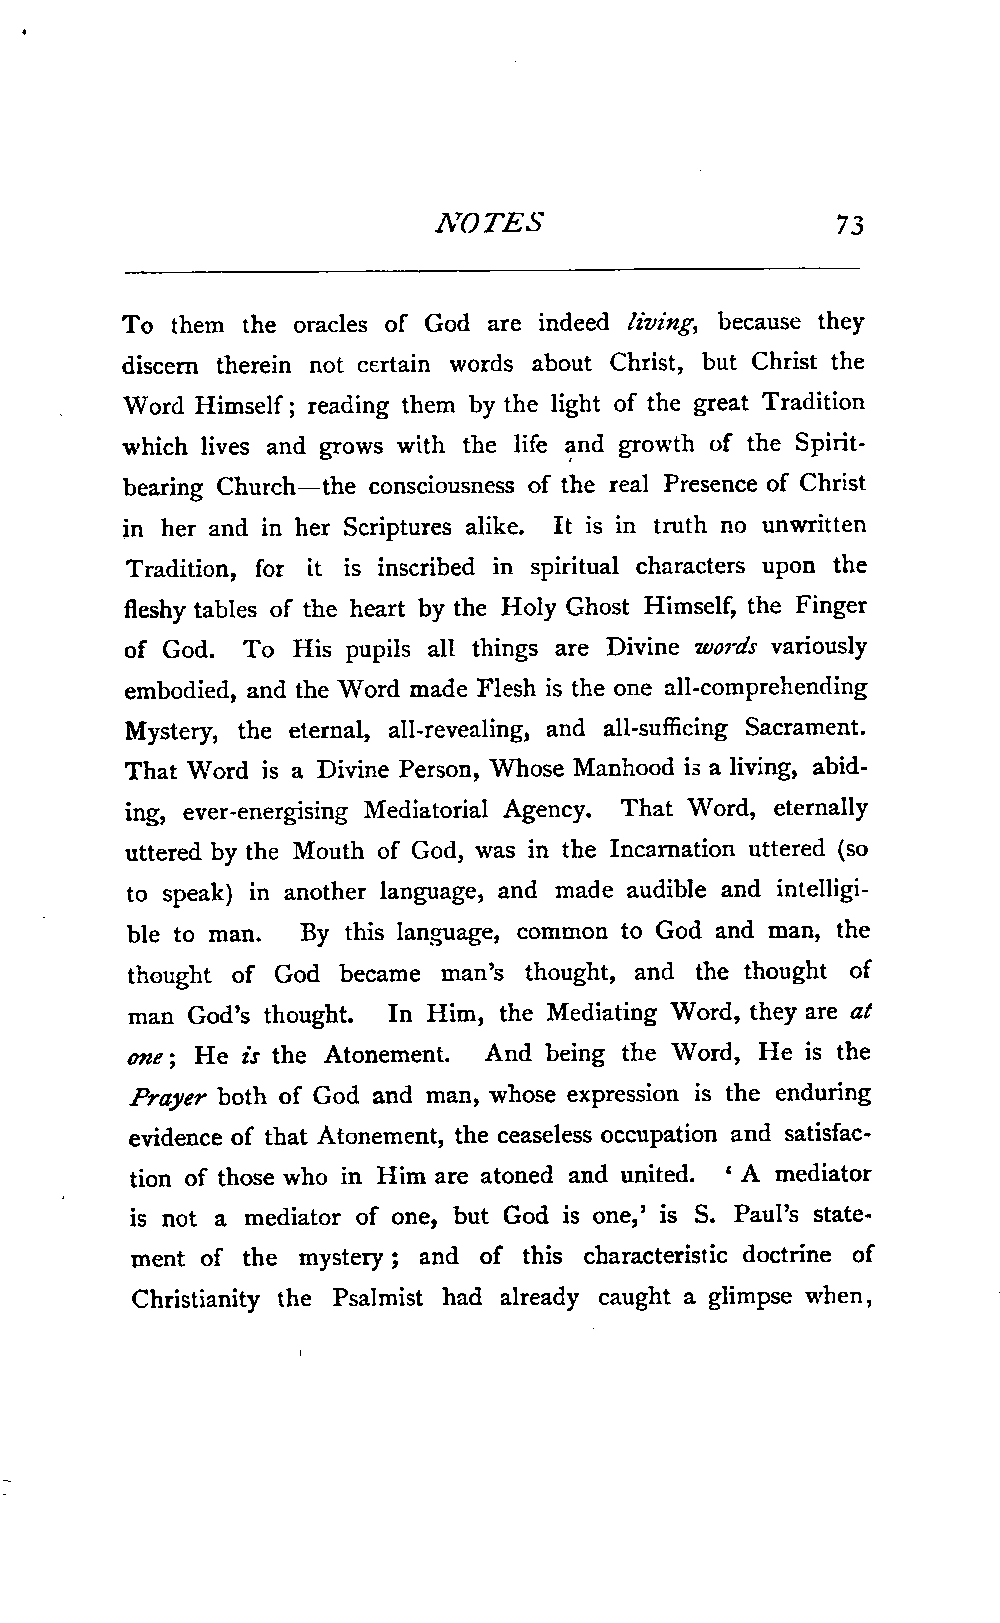 NOTES 73
To them the oracles of God are indeed living, because they
discern therein not certain words about Christ, but Christ the
Word Himself; reading them by the light of the great Tradition
which lives and grows with the life and growth of the Spirit-
bearing Church—the consciousness of the real Presence of Christ
in her and in her Scriptures alike. It is in truth no unwritten
Tradition, for it is inscribed in spiritual characters upon the
fleshy tables of the heart by the Holy Ghost Himself, the Finger
of God. To His pupils all things are Divine words variously
embodied, and the Word made Flesh is the one all-comprehending
Mystery, the eternal, all-revealing, and all-sufficing Sacrament.
That Word is a Divine Person, Whose Manhood is a living, abid-
ing, ever-energising Mediatorial Agency. That Word, eternally
uttered by the Mouth of God, was in the Incarnation uttered (so
to speak) in another language, and made audible and intelligi-
ble to man. By this language, common to God and man, the
thought of God became man's thought, and the thought of
man God's thought. In Him, the Mediating Word, they are at
one; He is the Atonement. And being the Word, He is the
Prayer both of God and man, whose expression is the enduring
evidence of that Atonement, the ceaseless occupation and satisfac-
tion of those who in Him are atoned and united. ‘A mediator
is not a mediator of one, but God is one,’ is S. Paul's state-
ment of the mystery; and of this characteristic doctrine of
Christianity the Psalmist had already caught a glimpse when,